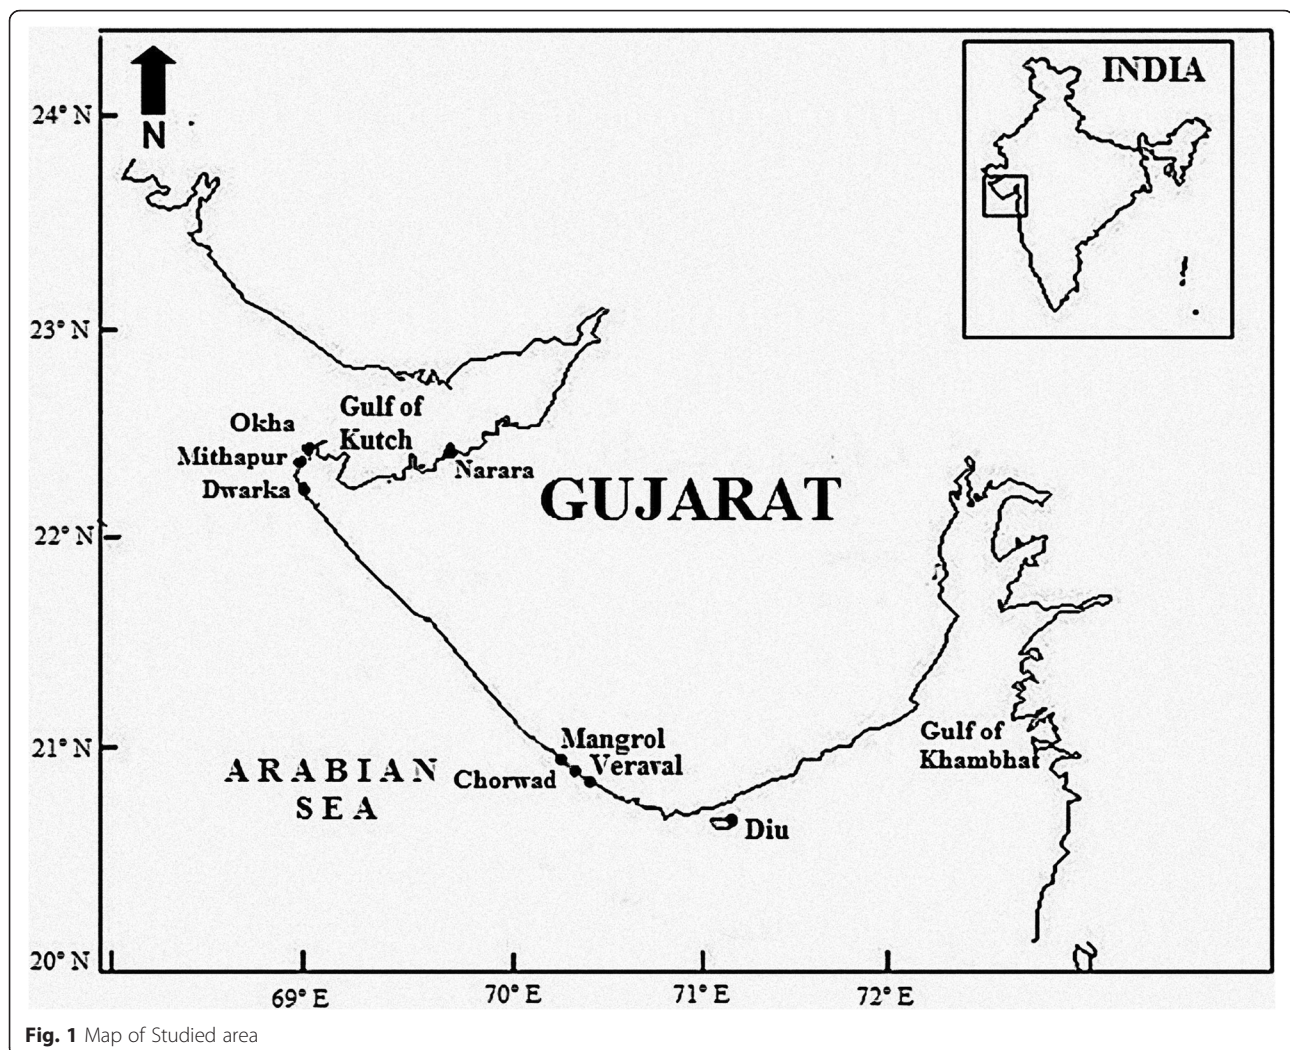 INDIA
24° N
N
23° N
Gulf of
Kutch
Okha
Mithapur
Narara
Dwarka
GUJARAT
22° N
Gulf of
Khambhat
21° N
Mangrol
Veraval
Chorwad
ARABIAN
SEA
Diu
20° N
69° E
70° E
71° E
72° E
Fig. 1 Map of Studied area